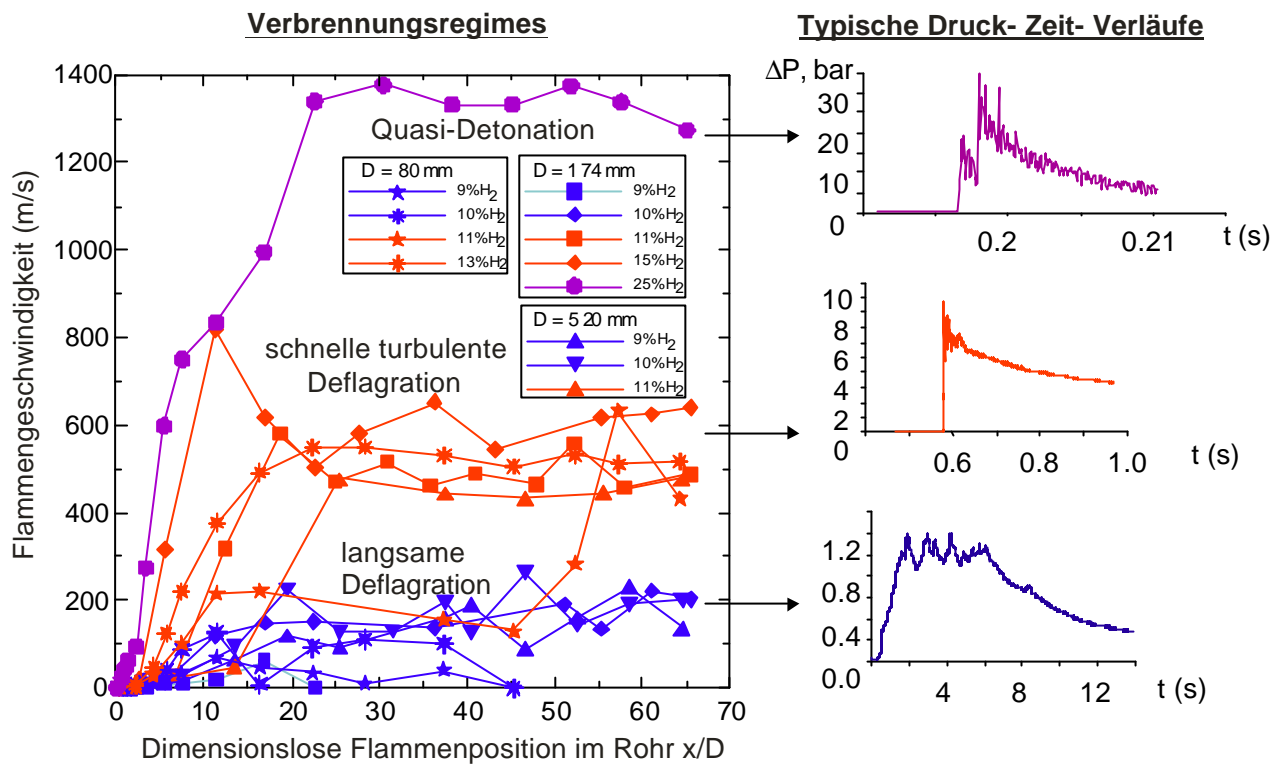 Verbrennungsregimes
Flammengeschwindigkeit (m/s)
1400
1200
1000
800
600
400
200
0
Quasi-Detonation
D = 80 mm
9%H2
10%H2
11%H2
13%H2
D = 174 mm
9%H2
10%H2
11%H2
15%H2
25%H2
D = 520 mm
9%H2
10%H2
11%H2
schnelle turbulente
Deflagration
langsame
Deflagration
0 10 20 30 40 50 60 70
Dimensionslose Flammenposition im Rohr x/D
Typische Druck- Zeit- Verläufe
ΔP, bar
30
20
10
0
0.2 0.21 t (s)
10
8
6
4
2
0
0.6 0.8 1.0 t (s)
1.2
0.8
0.4
0.0
4 8 12 t (s)